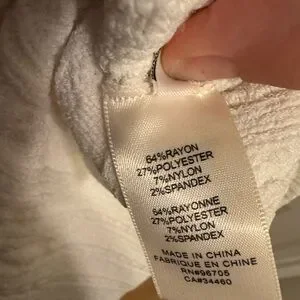 64%RAYON
27%POLYESTER
7%NYLON
2%SPANDEX
64%RAYONNE
27%POLYESTER
7%NYLON
2%SPANDEX
MADE IN CHINA
FABRIQUE EN CHINE
RN#96705
CA#34460